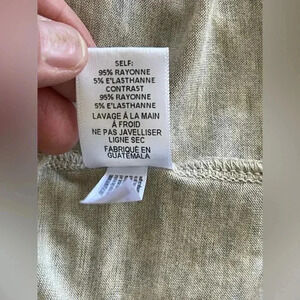 SELF:
95% RAYONNE
5% E'LASTHANNE
CONTRAST
95% RAYONNE
5% E'LASTHANNE
LAVAGE À LA MAIN
À FROID
NE PAS JAVELLISER
LIGNE SEC
FABRIQUÉ EN
GUATEMALA